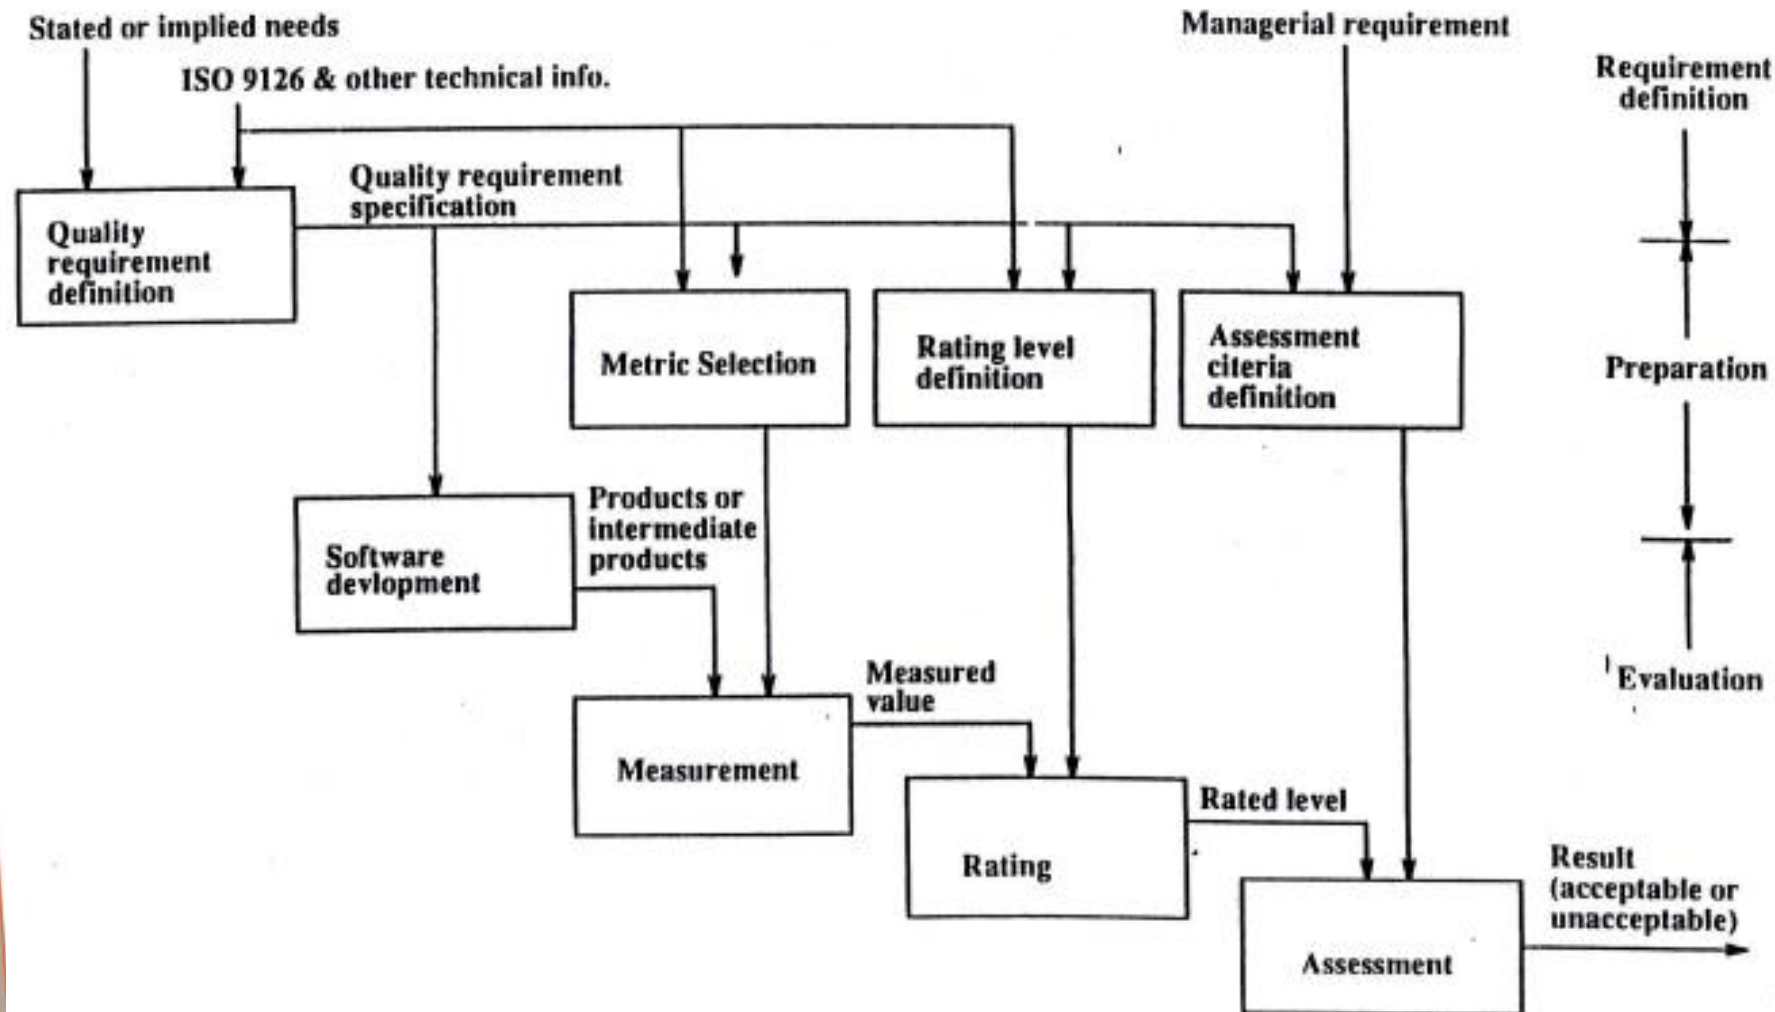 Stated or implied needs
Managerial requirement
ISO 9126 & other technical info.
Requirement
definition
Quality requirement
specification
Quality
requirement
definition
Metric Selection
Rating level
definition
Assessment
citeria
definition
Preparation
Products or
intermediate
products
Software
devlopment
Measured
value
Evaluation
Measurement
Rated level
Rating
Result
(acceptable or
unacceptable)
Assessment